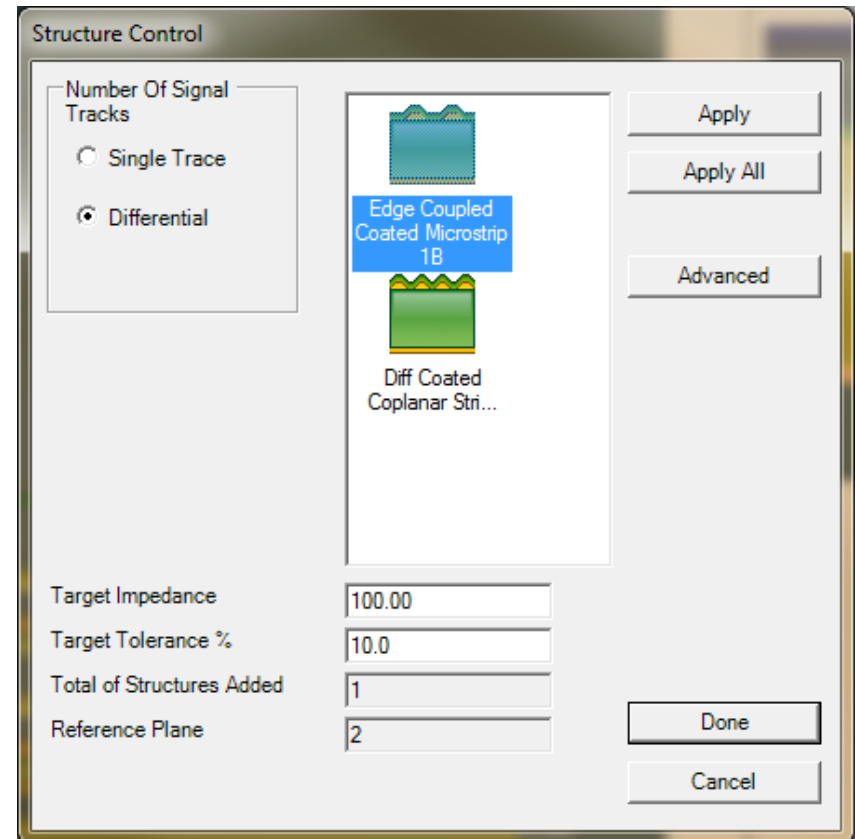 Structure Control
Number Of Signal
Tracks
Single Trace
Differential
Edge Coupled
Coated Microstrip
1B
Diff Coated
Coplanar Stri...
Apply
Apply All
Advanced
Target Impedance
100.00
Target Tolerance %
10.0
Total of Structures Added
1
Reference Plane
2
Done
Cancel